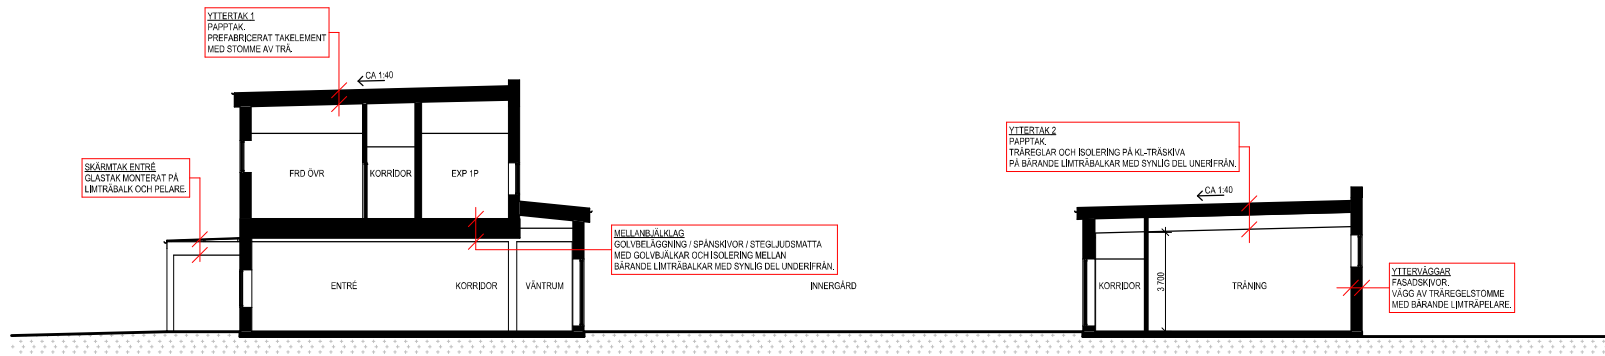 YTTERTAK 1
PAPPTAK.
PREFABRICERAT TAKELEMENT
MED STOMME AV TRÄ.
CA 1:40
SKÄRMTAK ENTRÉ
GLASTAK MONTERAT PÅ
LIMTRÄBALK OCH PELARE.
FRD ÖVR
KORRIDOR
EXP 1P
MELLANBJÄLKLAG
GOLVBELÄGGNING / SPÅNSKIVOR / STEGLJUDSMATTA
MED GOLVBJÄLKAR OCH ISOLERING MELLAN
BÄRANDE LIMTRÄBALKAR MED SYNLIG DEL UNDERIFRÅN.
ENTRÉ
KORRIDOR
VÄNTRUM
INNERGÅRD
YTTERTAK 2
PAPPTAK.
TRÄREGLAR OCH ISOLERING PÅ KL-TRÄSKIVA
PÅ BÄRANDE LIMTRÄBALKAR MED SYNLIG DEL UNERIFRÅN.
CA 1:40
KORRIDOR
3 700
TRÄNING
YTTERVÄGGAR
FASADSKIVOR.
VÄGG AV TRÄREGELSTOMME
MED BÄRANDE LIMTRÄPELARE.